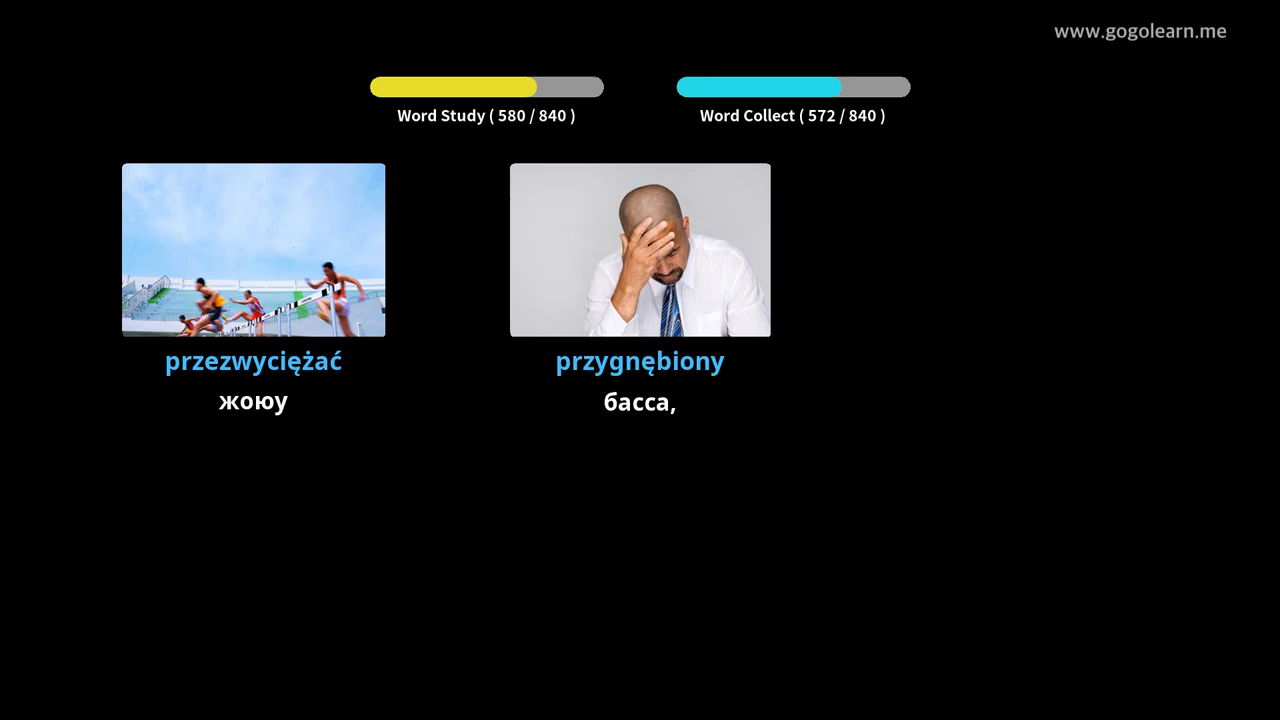 www.gogolearn.me
Word Study ( 580 / 840 )
Word Collect ( 572 / 840 )
przezwyciężać
жоюу
przygnębiony
басса,